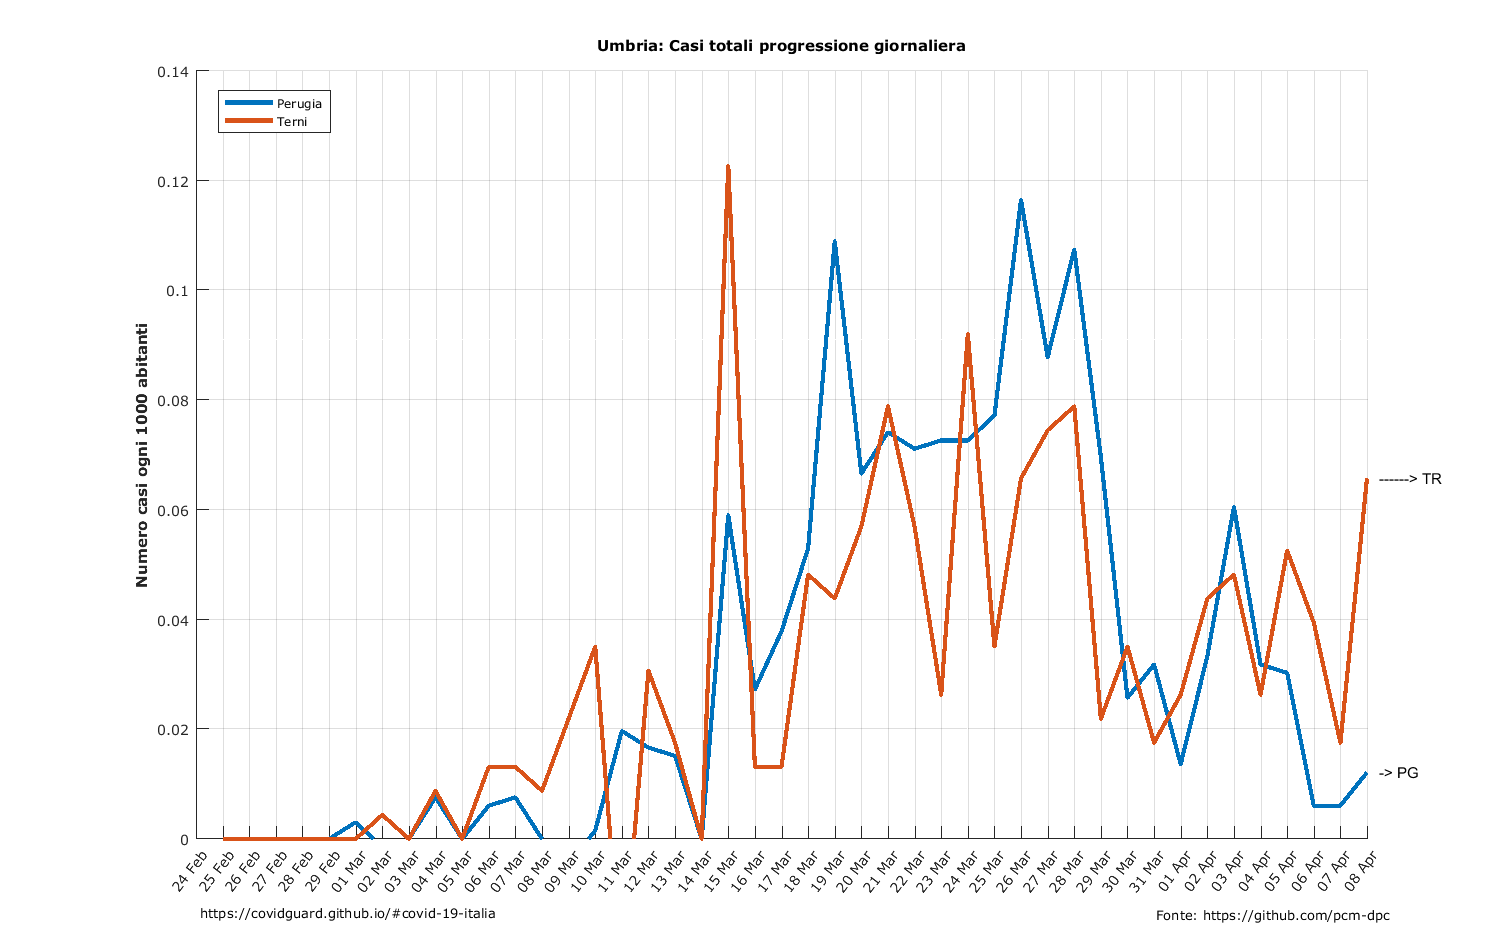 Umbria: Casi totali progressione giornaliera
Perugia
Terni
Numero casi ogni 1000 abitanti
0.14
0.12
0.1
0.08
0.06
0.04
0.02
0
------> TR
-> PG
24 Feb
25 Feb
26 Feb
27 Feb
28 Feb
29 Feb
01 Mar
02 Mar
03 Mar
04 Mar
05 Mar
06 Mar
07 Mar
08 Mar
09 Mar
10 Mar
11 Mar
12 Mar
13 Mar
14 Mar
15 Mar
16 Mar
17 Mar
18 Mar
19 Mar
20 Mar
21 Mar
22 Mar
23 Mar
24 Mar
25 Mar
26 Mar
27 Mar
28 Mar
29 Mar
30 Mar
31 Mar
01 Apr
02 Apr
03 Apr
04 Apr
05 Apr
06 Apr
07 Apr
08 Apr
https://covidguard.github.io/#covid-19-italia
Fonte: https://github.com/pcm-dpc